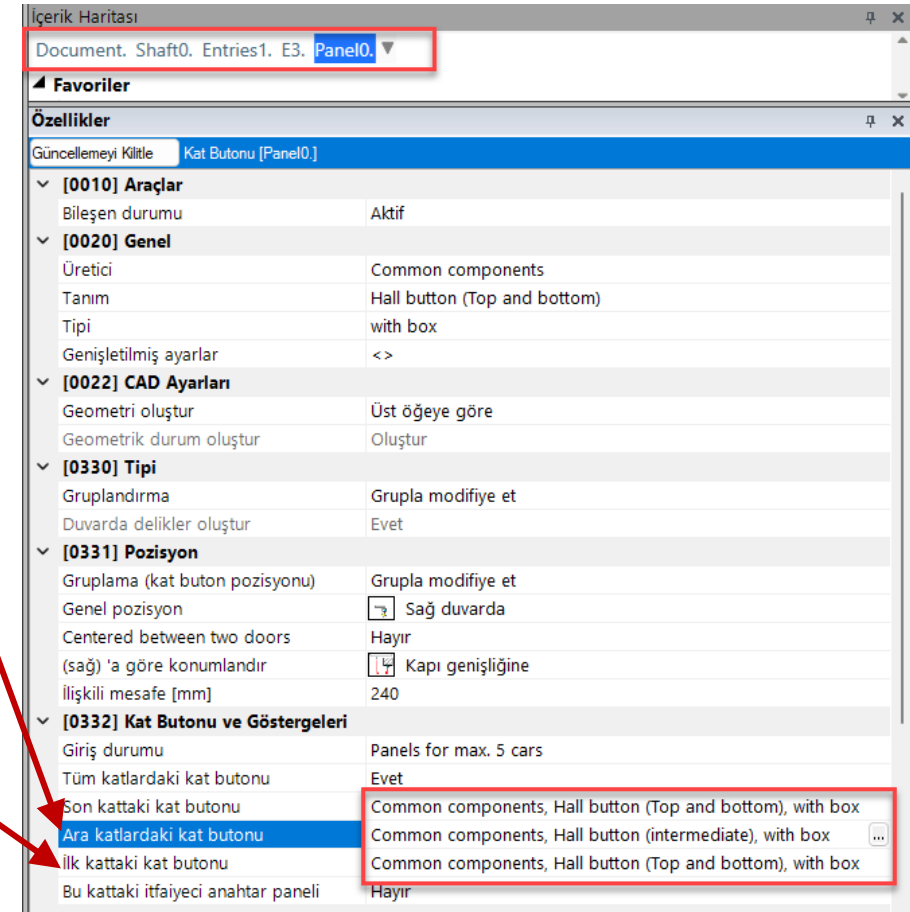 İçerik Haritası
Document. Shaft0. Entries1. E3. Panel0.
Favoriler
Özellikler
Güncellemeyi Kilitle Kat Butonu [Panel0.]
[0010] Araçlar
Bileşen durumu Aktif
[0020] Genel
Üretici Common components
Tanım Hall button (Top and bottom)
Tipi with box
Genişletilmiş ayarlar <>
[0022] CAD Ayarları
Geometri oluştur Üst öğeye göre
Geometrik durum oluştur Oluştur
[0330] Tipi
Gruplandırma Grupla modifiye et
Duvarda delikler oluştur Evet
[0331] Pozisyon
Gruplama (kat buton pozisyonu) Grupla modifiye et
Genel pozisyon Sağ duvarda
Centered between two doors Hayır
(sağ) 'a göre konumlandır Kapı genişliğine
İlişkili mesafe [mm] 240
[0332] Kat Butonu ve Göstergeleri
Giriş durumu Panels for max. 5 cars
Tüm katlardaki kat butonu Evet
Son kattaki kat butonu Common components, Hall button (Top and bottom), with box
Ara katlardaki kat butonu Common components, Hall button (intermediate), with box ...
İlk kattaki kat butonu Common components, Hall button (Top and bottom), with box
Bu kattaki itfaiyeci anahtar paneli Hayır